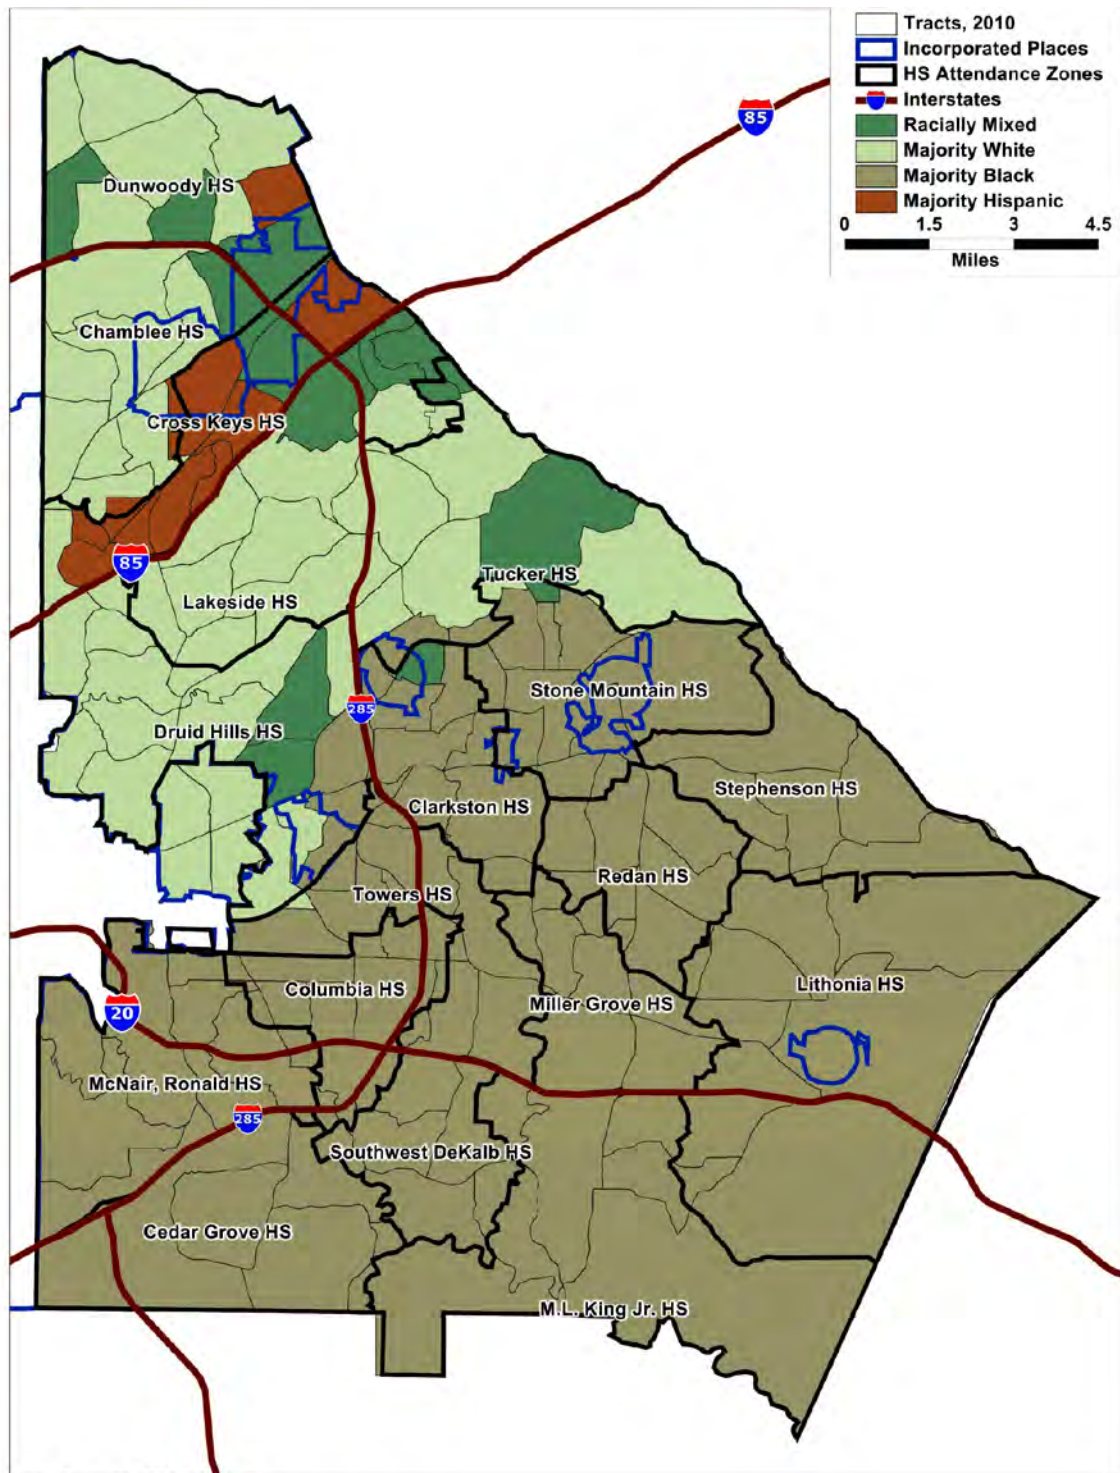 Tracts, 2010
Incorporated Places
HS Attendance Zones
Interstates
Racially Mixed
Majority White
Majority Black
Majority Hispanic
0 1.5 3 4.5
Miles
85
Dunwoody HS
Chamblee HS
Cross Keys HS
85
Tucker HS
Lakeside HS
Stone Mountain HS
285
Druid Hills HS
Stephenson HS
Clarkston HS
Redan HS
Towers HS
Lithonia HS
Columbia HS
Miller Grove HS
20
McNair, Ronald HS
285
Southwest DeKalb HS
Cedar Grove HS
M.L. King Jr. HS